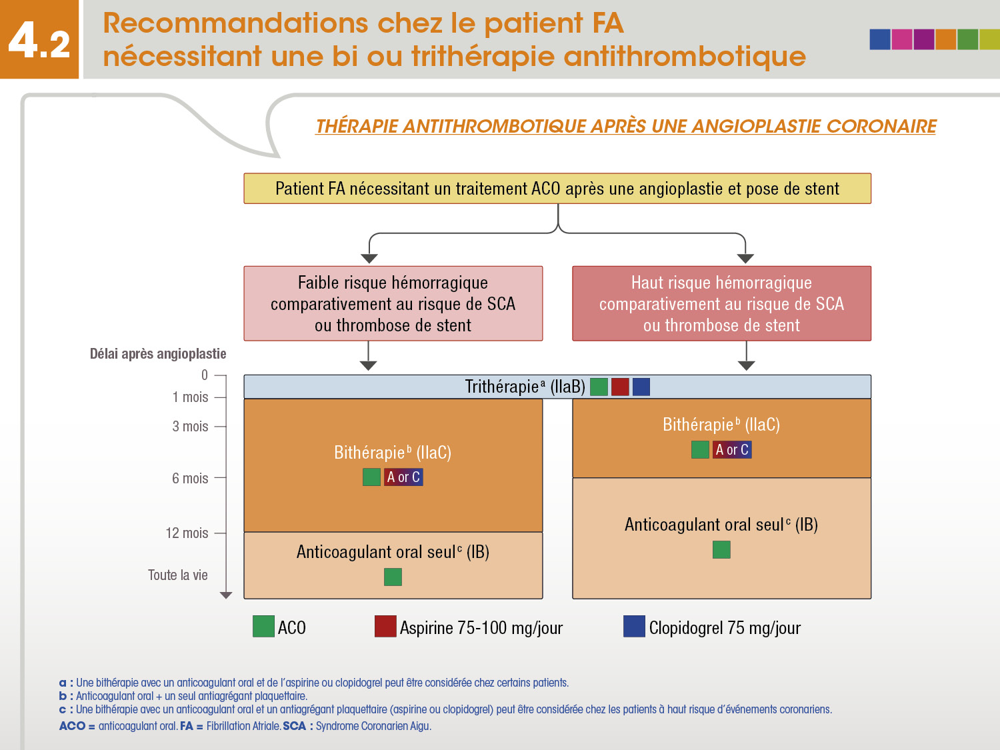 4.2
Recommandations chez le patient FA
nécessitant une bi ou trithérapie antithrombotique
THÉRAPIE ANTITHROMBOTIQUE APRÈS UNE ANGIOPLASTIE CORONAIRE
Patient FA nécessitant un traitement ACO après une angioplastie et pose de stent
Faible risque hémorragique
comparativement au risque de SCA
ou thrombose de stent
Haut risque hémorragique
comparativement au risque de SCA
ou thrombose de stent
Délai après angioplastie
0
1 mois
3 mois
6 mois
12 mois
Toute la vie
Trithérapie a (IIaB)
Bithérapie b (IIaC)
A or C
Anticoagulant oral seul c (IB)
Bithérapie b (IIaC)
A or C
Anticoagulant oral seul c (IB)
ACO
Aspirine 75-100 mg/jour
Clopidogrel 75 mg/jour
a : Une bithérapie avec un anticoagulant oral et de l'aspirine ou clopidogrel peut être considérée chez certains patients.
b : Anticoagulant oral + un seul antiagrégant plaquettaire.
c : Une bithérapie avec un anticoagulant oral et un antiagrégant plaquettaire (aspirine ou clopidogrel) peut être considérée chez les patients à haut risque d'événements coronariens.
ACO = anticoagulant oral. FA = Fibrillation Atriale. SCA : Syndrome Coronarien Aigu.